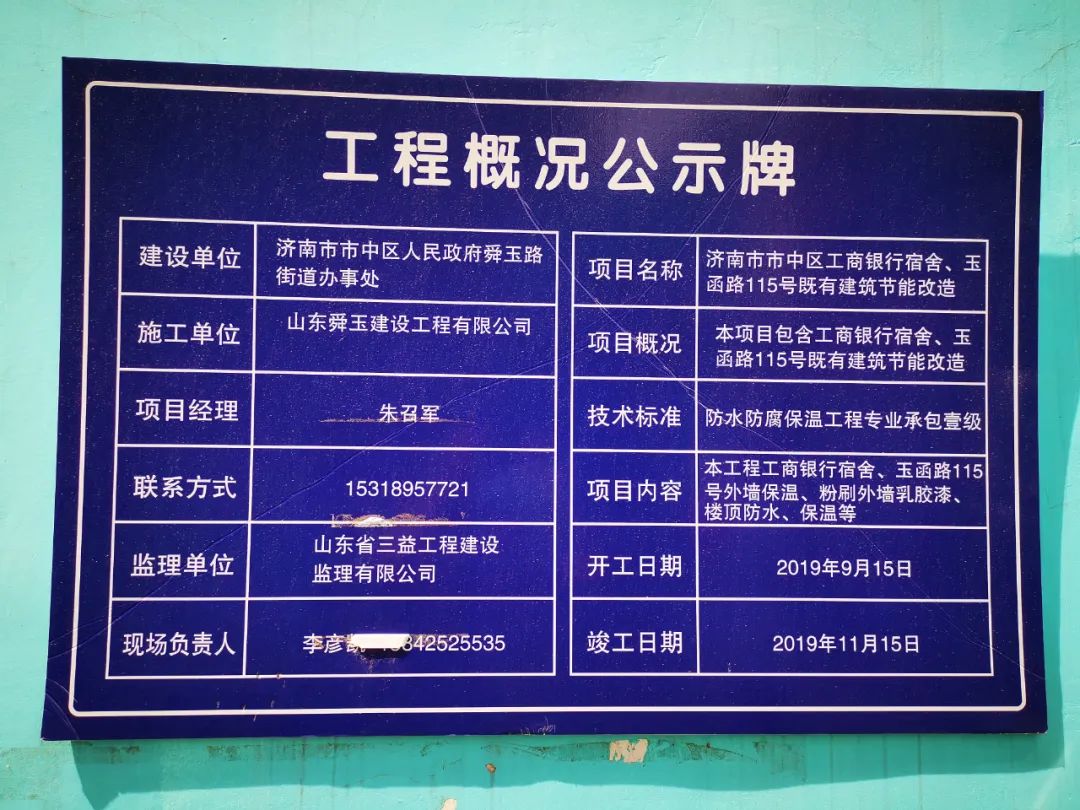 工程概况公示牌
建设单位
济南市市中区人民政府舜玉路
街道办事处
施工单位
山东舜玉建设工程有限公司
项目经理
朱召军
联系方式
15318957721
监理单位
山东省三益工程建设
监理有限公司
现场负责人
李彦凯 42525535
项目名称
济南市市中区工商银行宿舍、玉
函路115号既有建筑节能改造
项目概况
本项目包含工商银行宿舍、玉
函路115号既有建筑节能改造
技术标准
防水防腐保温工程专业承包壹级
项目内容
本工程工商银行宿舍、玉函路115
号外墙保温、粉刷外墙乳胶漆、
楼顶防水、保温等
开工日期
2019年9月15日
竣工日期
2019年11月15日